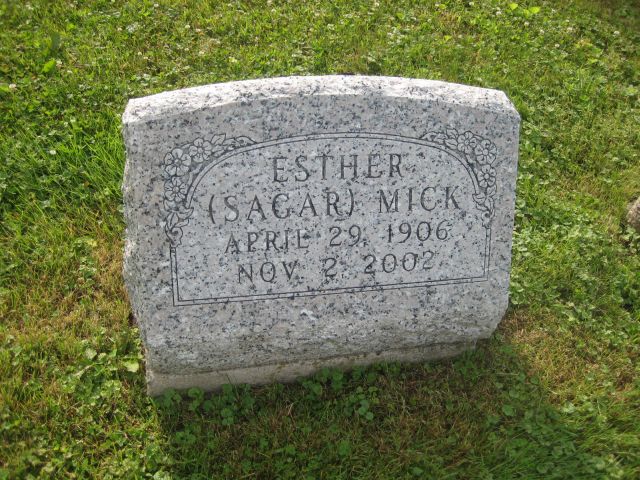 ESTHER
(SAGAR) MICK
APRIL 29, 1906
NOV. 2, 2002